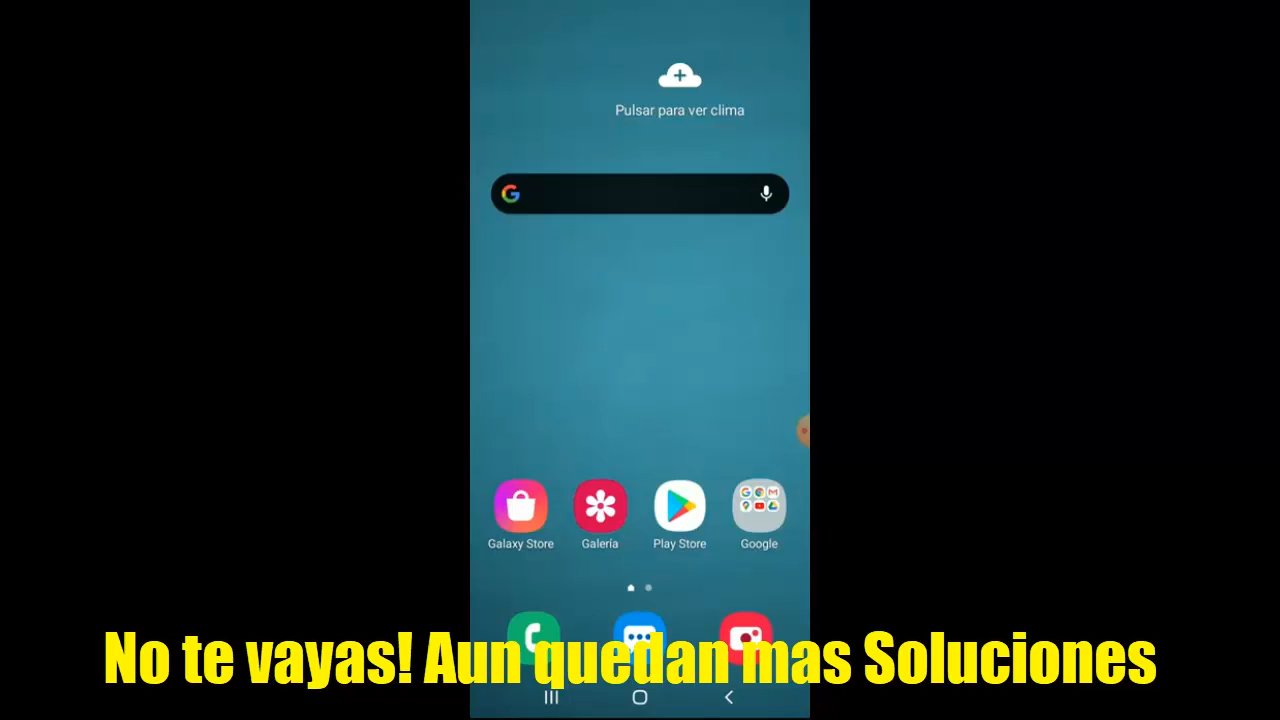 Pulsar para ver clima
G
Galaxy Store Galería Play Store Google
No te vayas! Aun quedan mas Soluciones